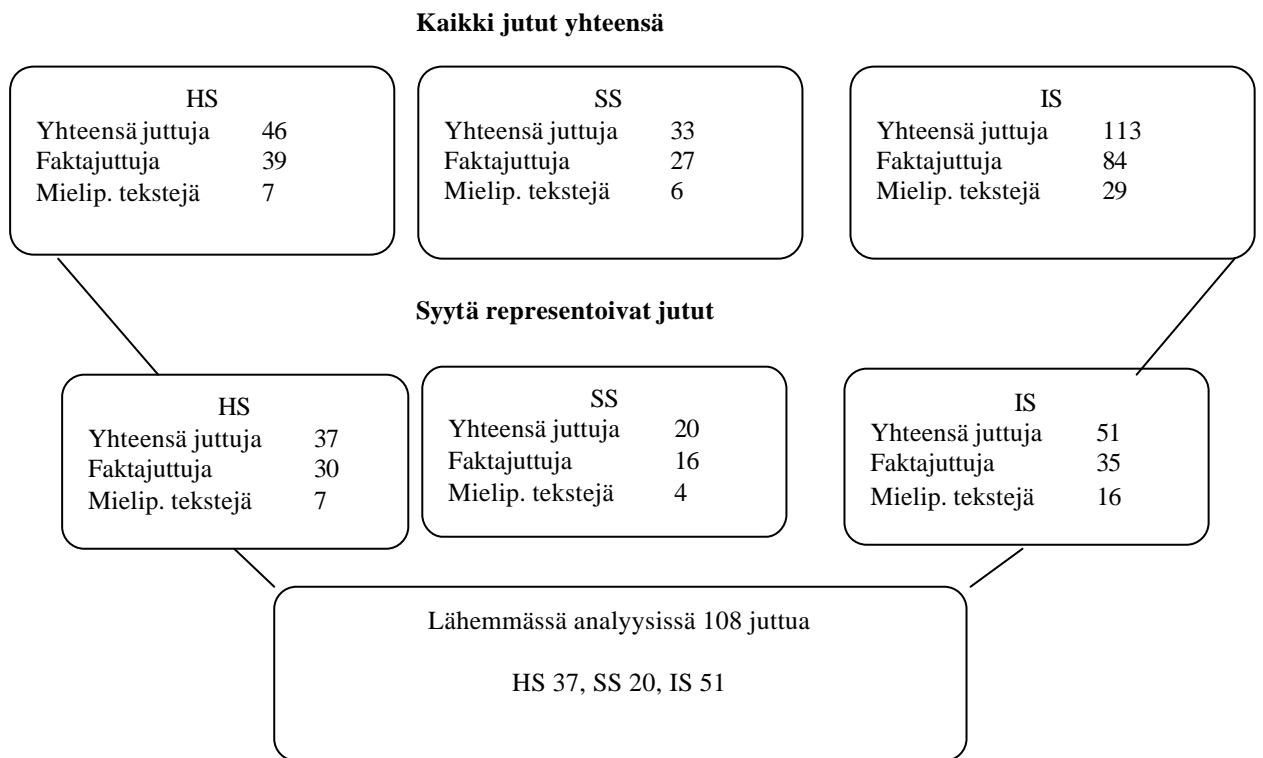 Kaikki jutut yhteensä
HS
Yhteensä juttuja 46
Faktajuttuja 39
Mielip. tekstejä 7
SS
Yhteensä juttuja 33
Faktajuttuja 27
Mielip. tekstejä 6
IS
Yhteensä juttuja 113
Faktajuttuja 84
Mielip. tekstejä 29
Syytä representoivat jutut
HS
Yhteensä juttuja 37
Faktajuttuja 30
Mielip. tekstejä 7
SS
Yhteensä juttuja 20
Faktajuttuja 16
Mielip. tekstejä 4
IS
Yhteensä juttuja 51
Faktajuttuja 35
Mielip. tekstejä 16
Lähemmässä analyysissä 108 juttua
HS 37, SS 20, IS 51